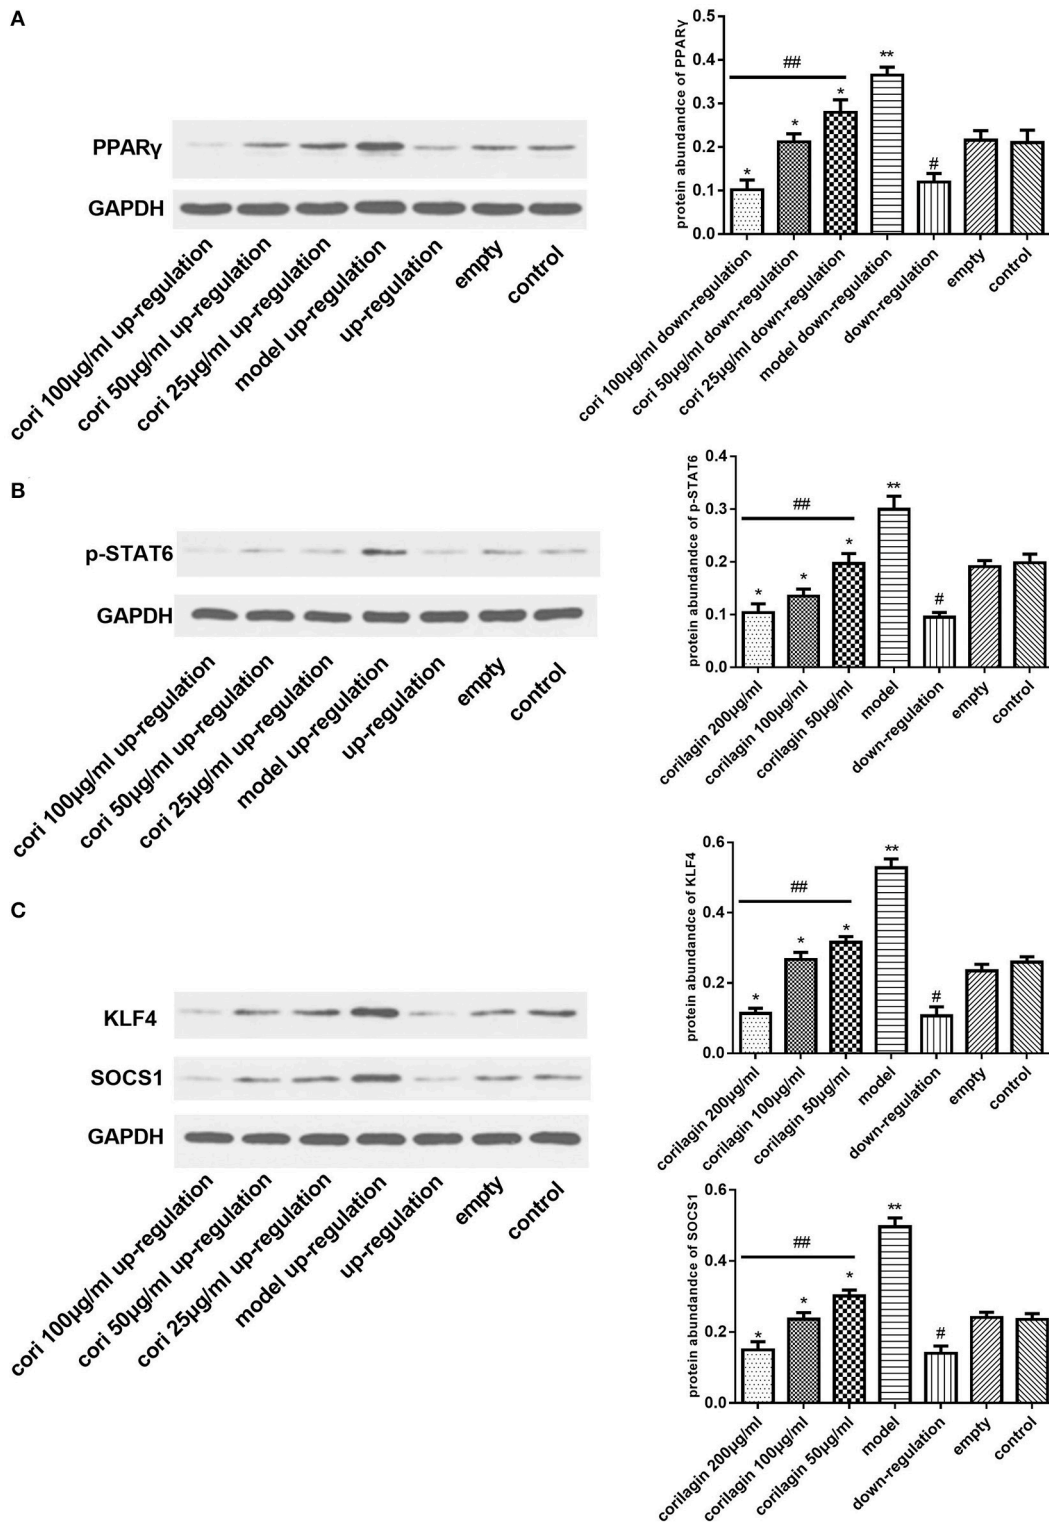 A
PPARγ
GAPDH
cori 100μg/ml up-regulation
cori 50μg/ml up-regulation
cori 25μg/ml up-regulation
model up-regulation
up-regulation
empty
control
protein abundandce of PPARγ
0.5
0.4
0.3
0.2
0.1
0.0
*
*
*
##
**
#
cori 100μg/ml down-regulation
cori 50μg/ml down-regulation
cori 25μg/ml down-regulation
model down-regulation
down-regulation
empty
control
B
p-STAT6
GAPDH
cori 100μg/ml up-regulation
cori 50μg/ml up-regulation
cori 25μg/ml up-regulation
model up-regulation
up-regulation
empty
control
protein abundandce of p-STAT6
0.4
0.3
0.2
0.1
0.0
*
*
*
##
**
#
corilagin 200μg/ml
corilagin 100μg/ml
corilagin 50μg/ml
model
down-regulation
empty
control
C
KLF4
SOCS1
GAPDH
cori 100μg/ml up-regulation
cori 50μg/ml up-regulation
cori 25μg/ml up-regulation
model up-regulation
up-regulation
empty
control
protein abundandce of KLF4
0.6
0.4
0.2
0.0
*
*
*
##
**
#
corilagin 200μg/ml
corilagin 100μg/ml
corilagin 50μg/ml
model
down-regulation
empty
control
protein abundandce of SOCS1
0.6
0.4
0.2
0.0
*
*
*
##
**
#
corilagin 200μg/ml
corilagin 100μg/ml
corilagin 50μg/ml
model
down-regulation
empty
control